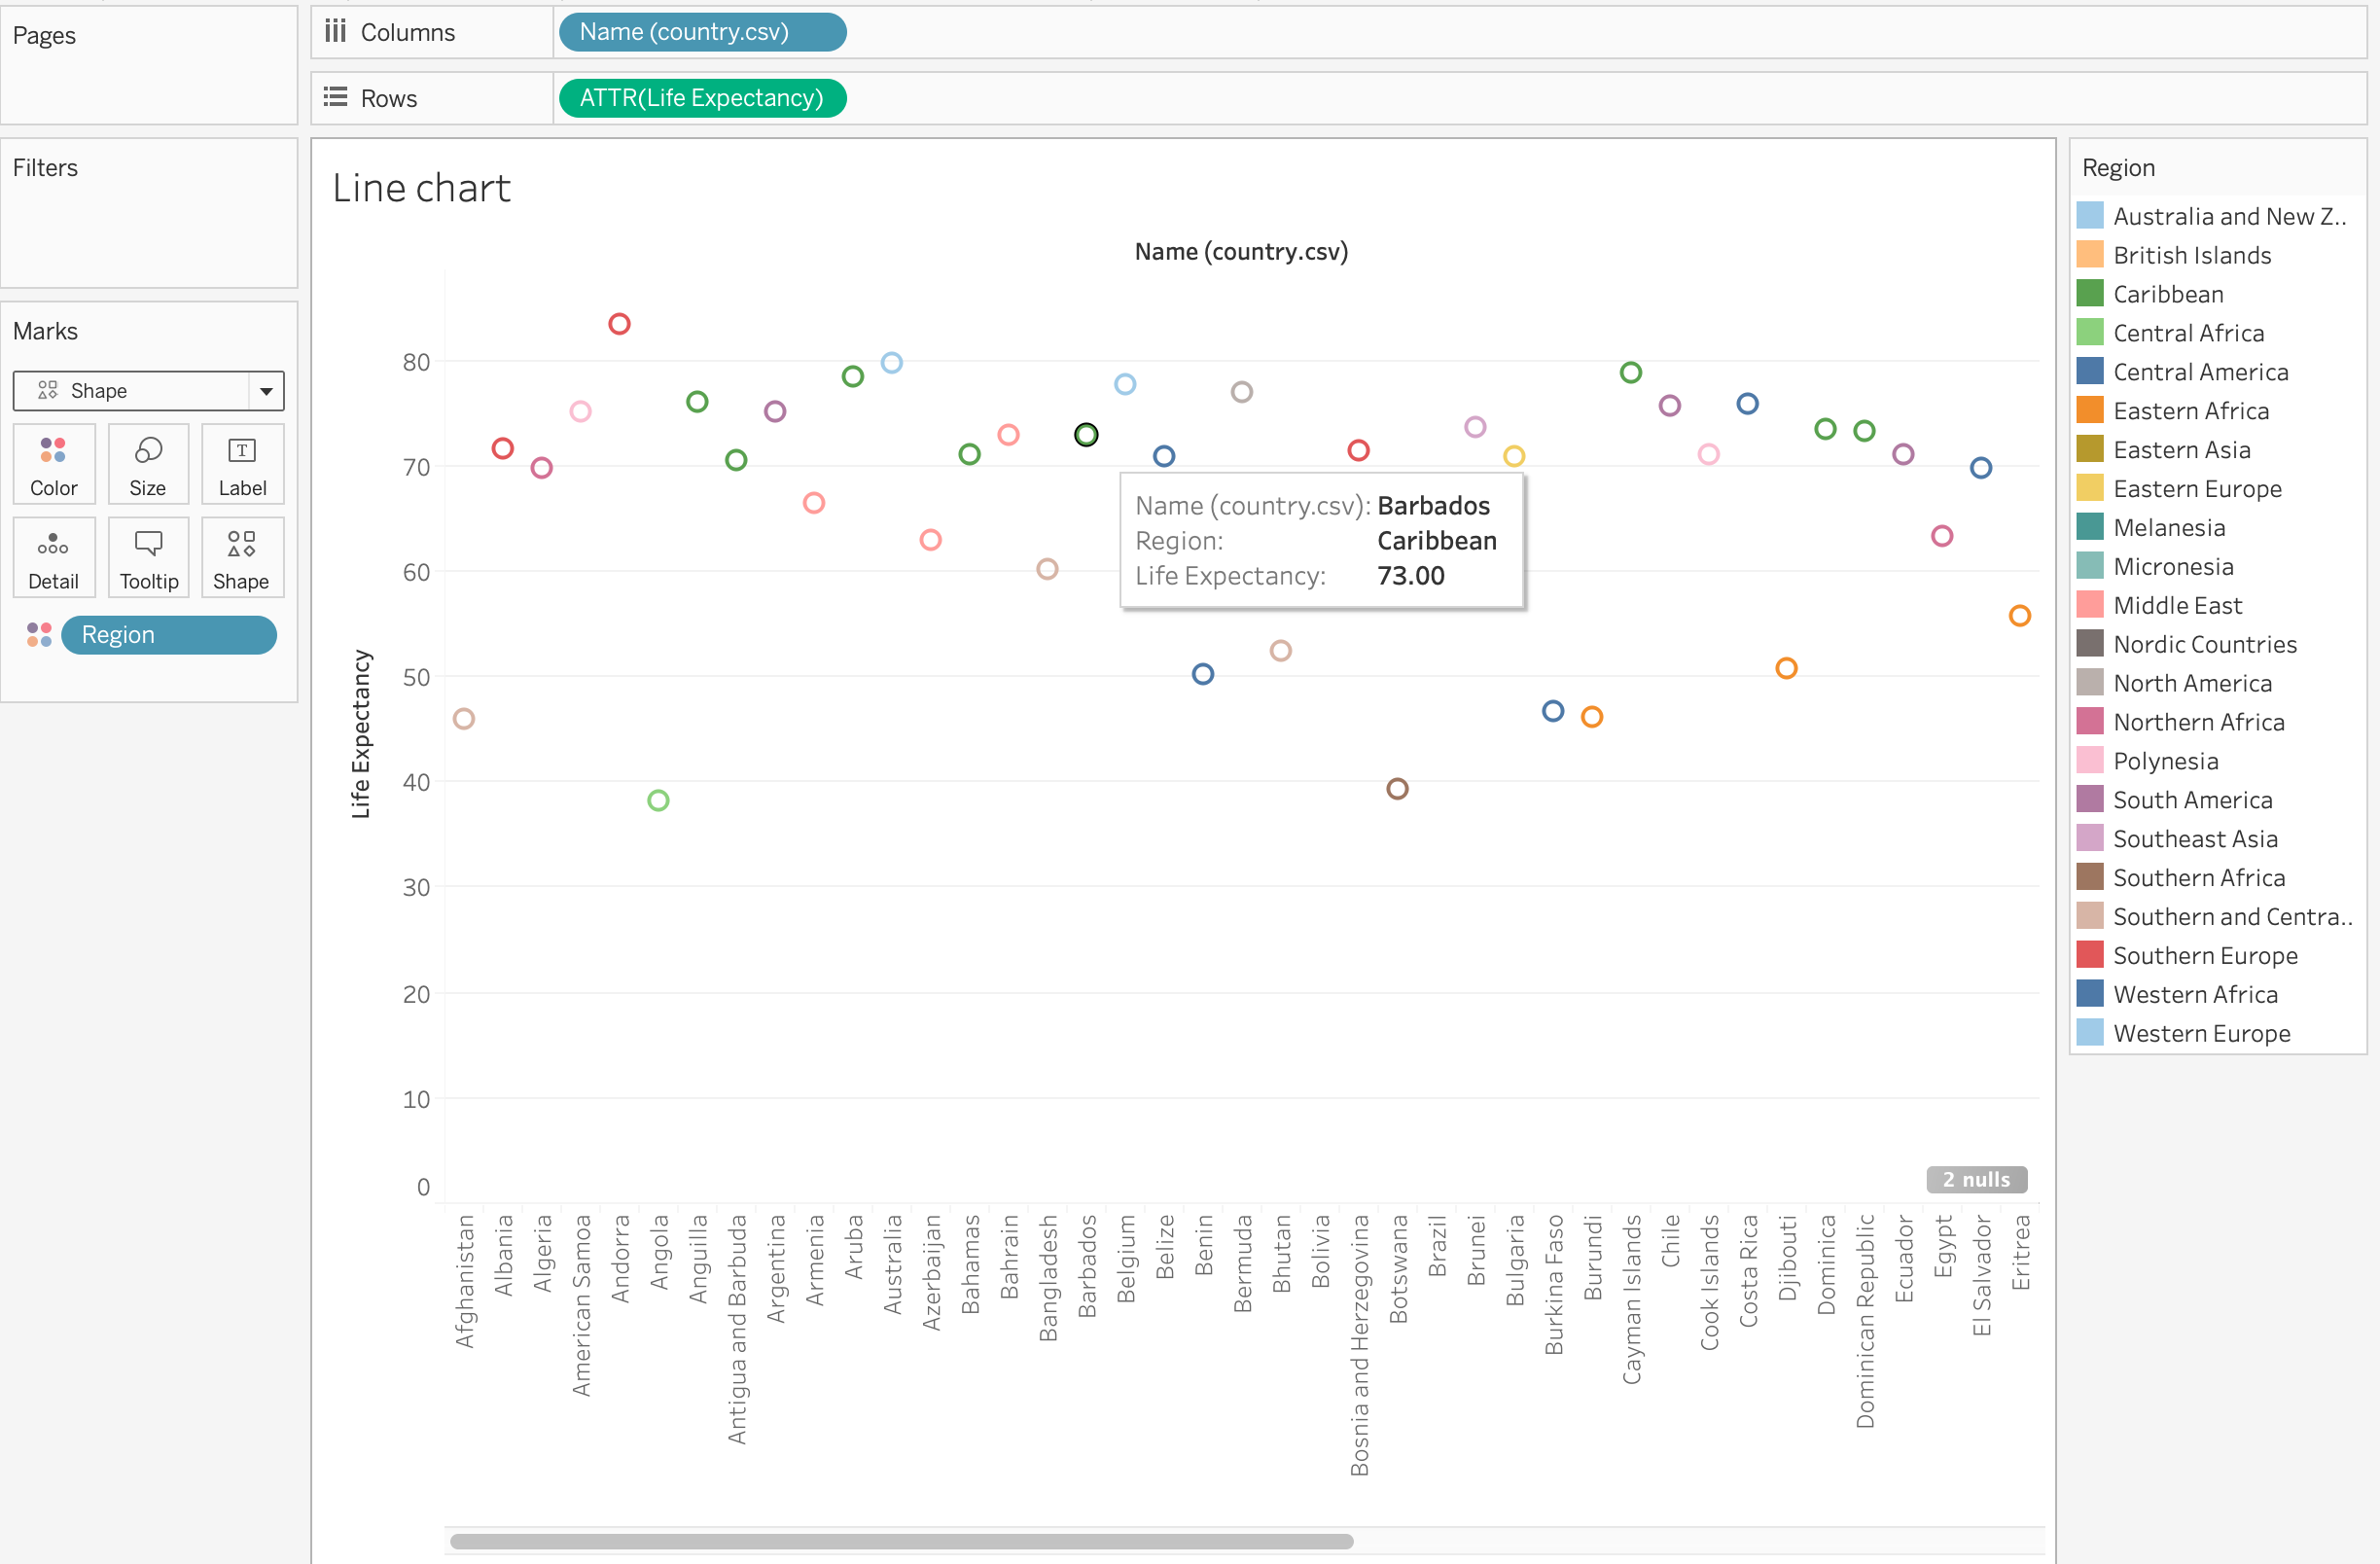 Pages
Columns
Name (country.csv)
Rows
ATTR(Life Expectancy)
Filters
Marks
Shape
Color
Size
Label
Detail
Tooltip
Shape
Region
Line chart
Name (country.csv)
Life Expectancy
80
70
60
50
40
30
20
10
0
Name (country.csv): Barbados
Region: Caribbean
Life Expectancy: 73.00
2 nulls
Afghanistan
Albania
Algeria
American Samoa
Andorra
Angola
Anguilla
Antigua and Barbuda
Argentina
Armenia
Aruba
Australia
Azerbaijan
Bahamas
Bahrain
Bangladesh
Barbados
Belgium
Belize
Benin
Bermuda
Bhutan
Bolivia
Bosnia and Herzegovina
Botswana
Brazil
Brunei
Bulgaria
Burkina Faso
Burundi
Cayman Islands
Chile
Cook Islands
Costa Rica
Djibouti
Dominica
Dominican Republic
Ecuador
Egypt
El Salvador
Eritrea
Region
Australia and New Z..
British Islands
Caribbean
Central Africa
Central America
Eastern Africa
Eastern Asia
Eastern Europe
Melanesia
Micronesia
Middle East
Nordic Countries
North America
Northern Africa
Polynesia
South America
Southeast Asia
Southern Africa
Southern and Centra..
Southern Europe
Western Africa
Western Europe